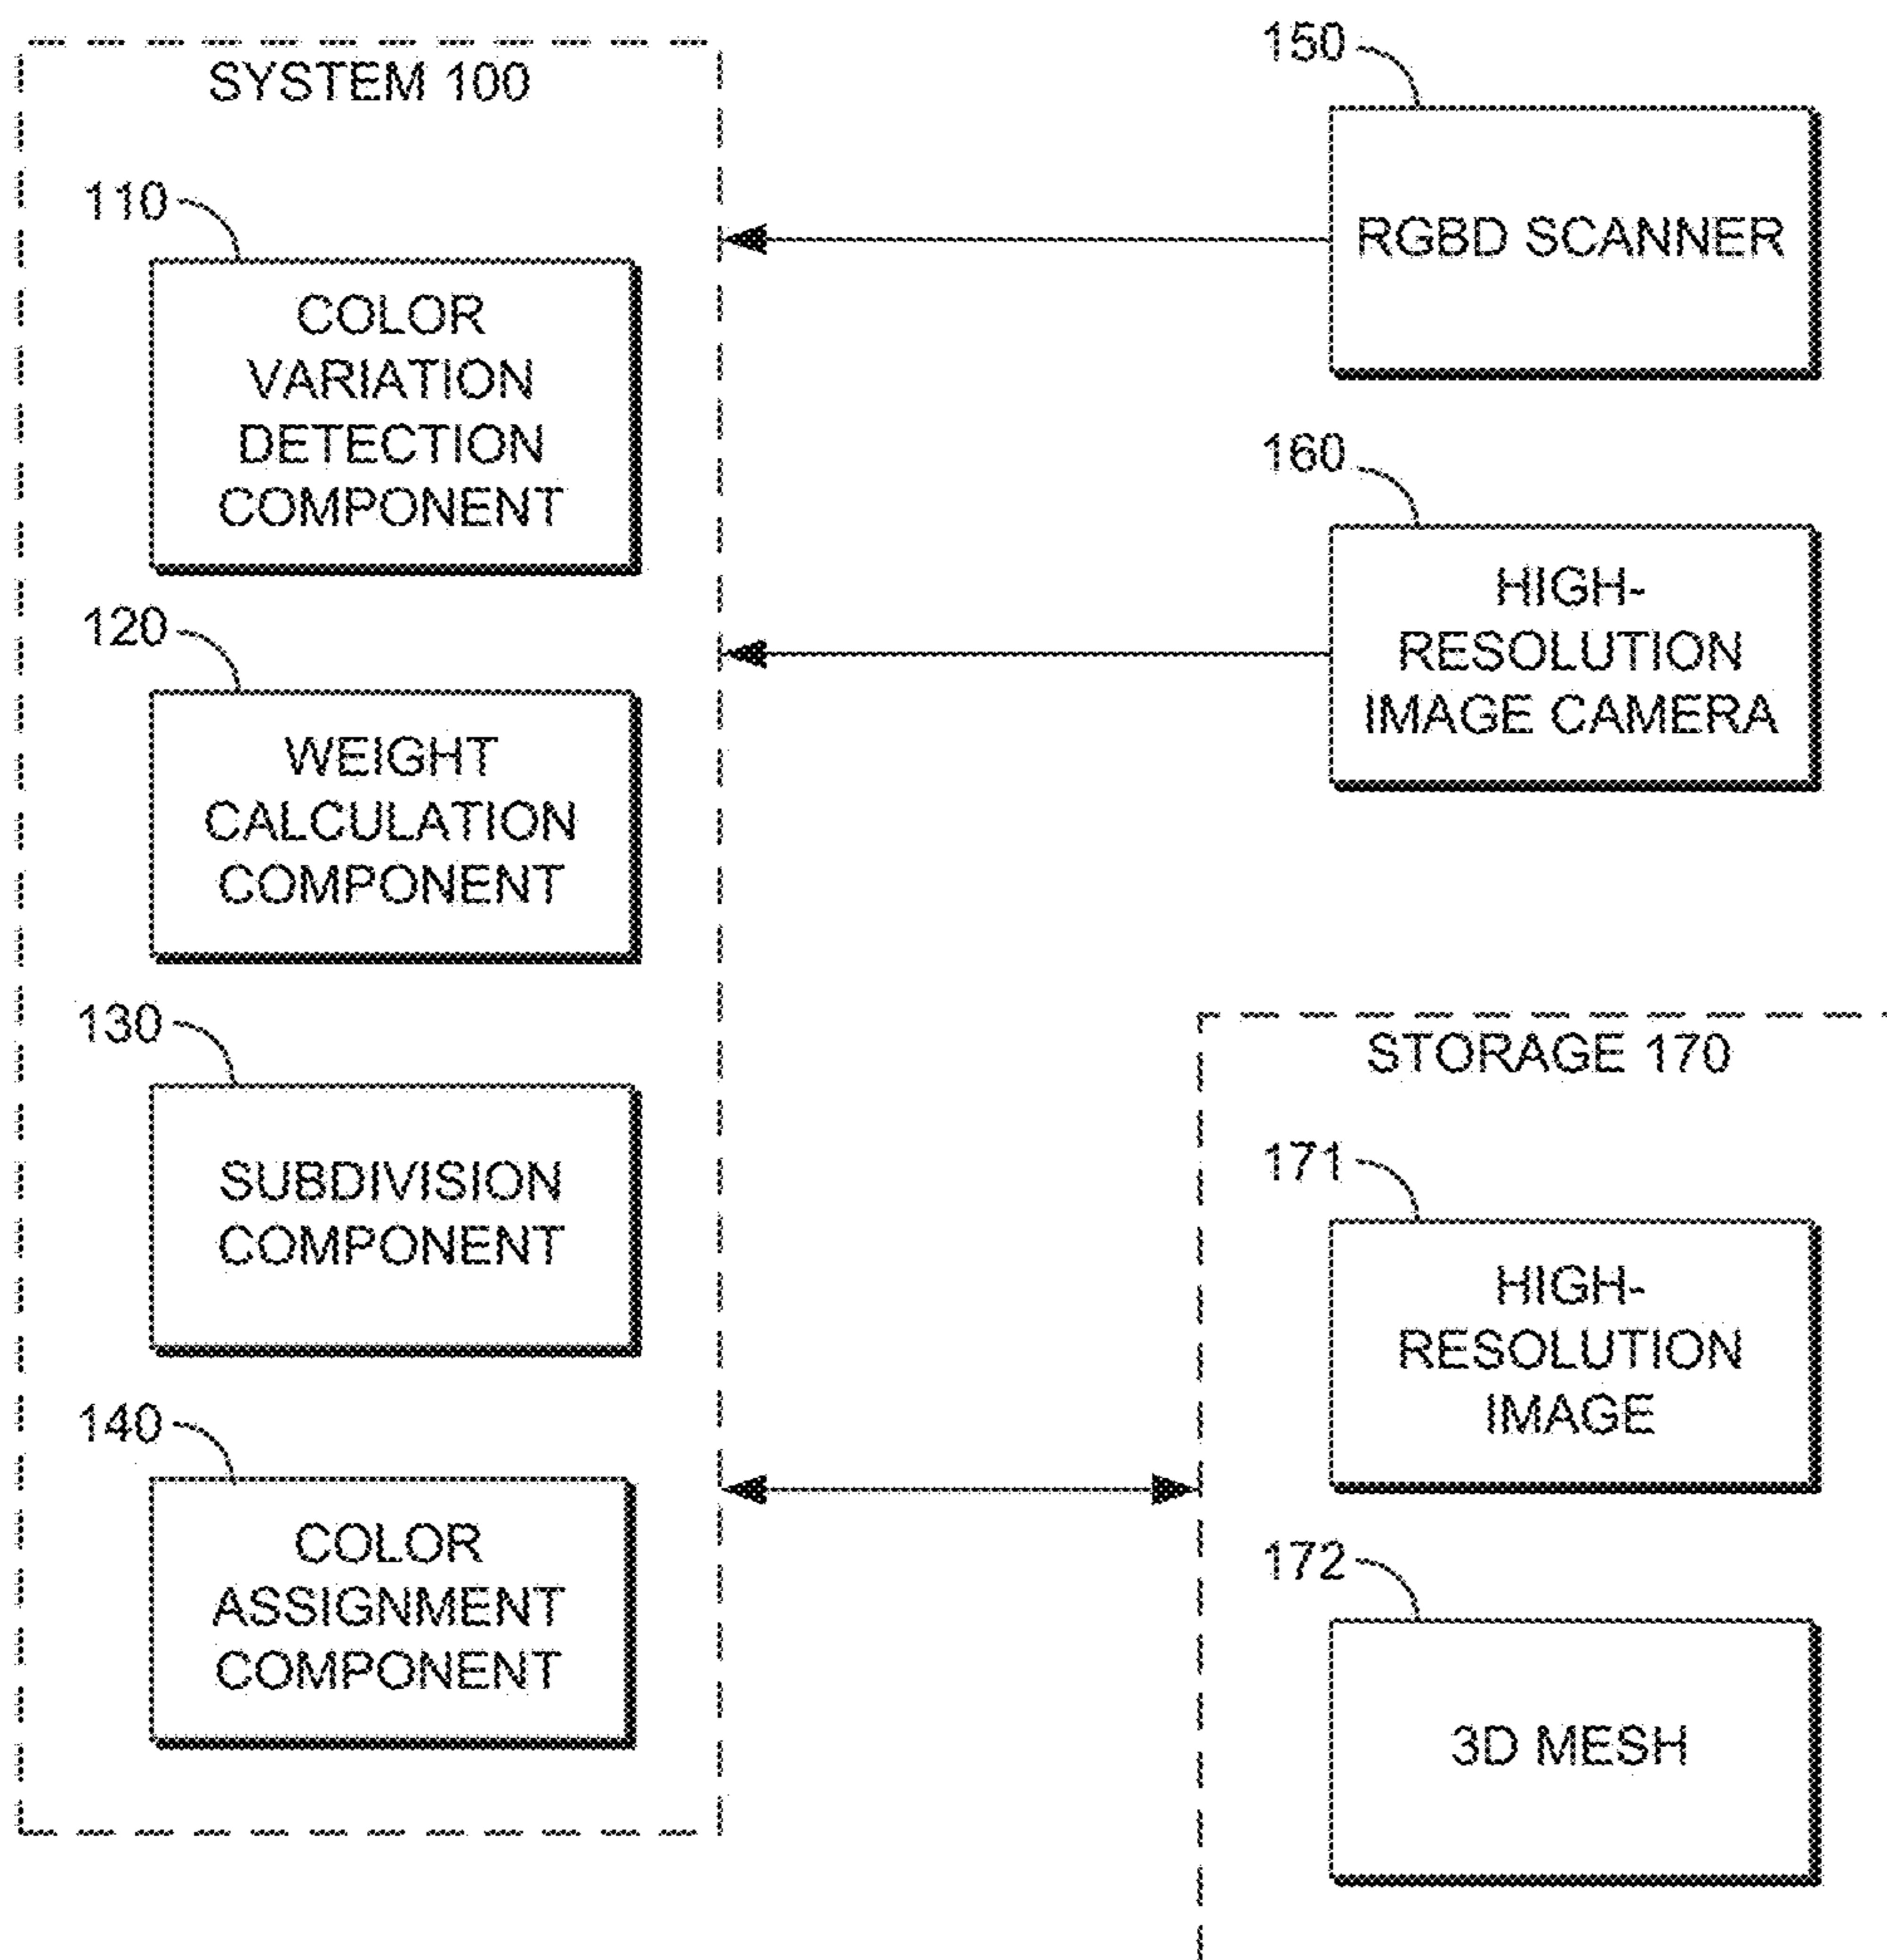 SYSTEM 100
110
COLOR
VARIATION
DETECTION
COMPONENT
120
WEIGHT
CALCULATION
COMPONENT
130
SUBDIVISION
COMPONENT
140
COLOR
ASSIGNMENT
COMPONENT
150
RGBD SCANNER
160
HIGH-
RESOLUTION
IMAGE CAMERA
STORAGE 170
171
HIGH-
RESOLUTION
IMAGE
172
3D MESH